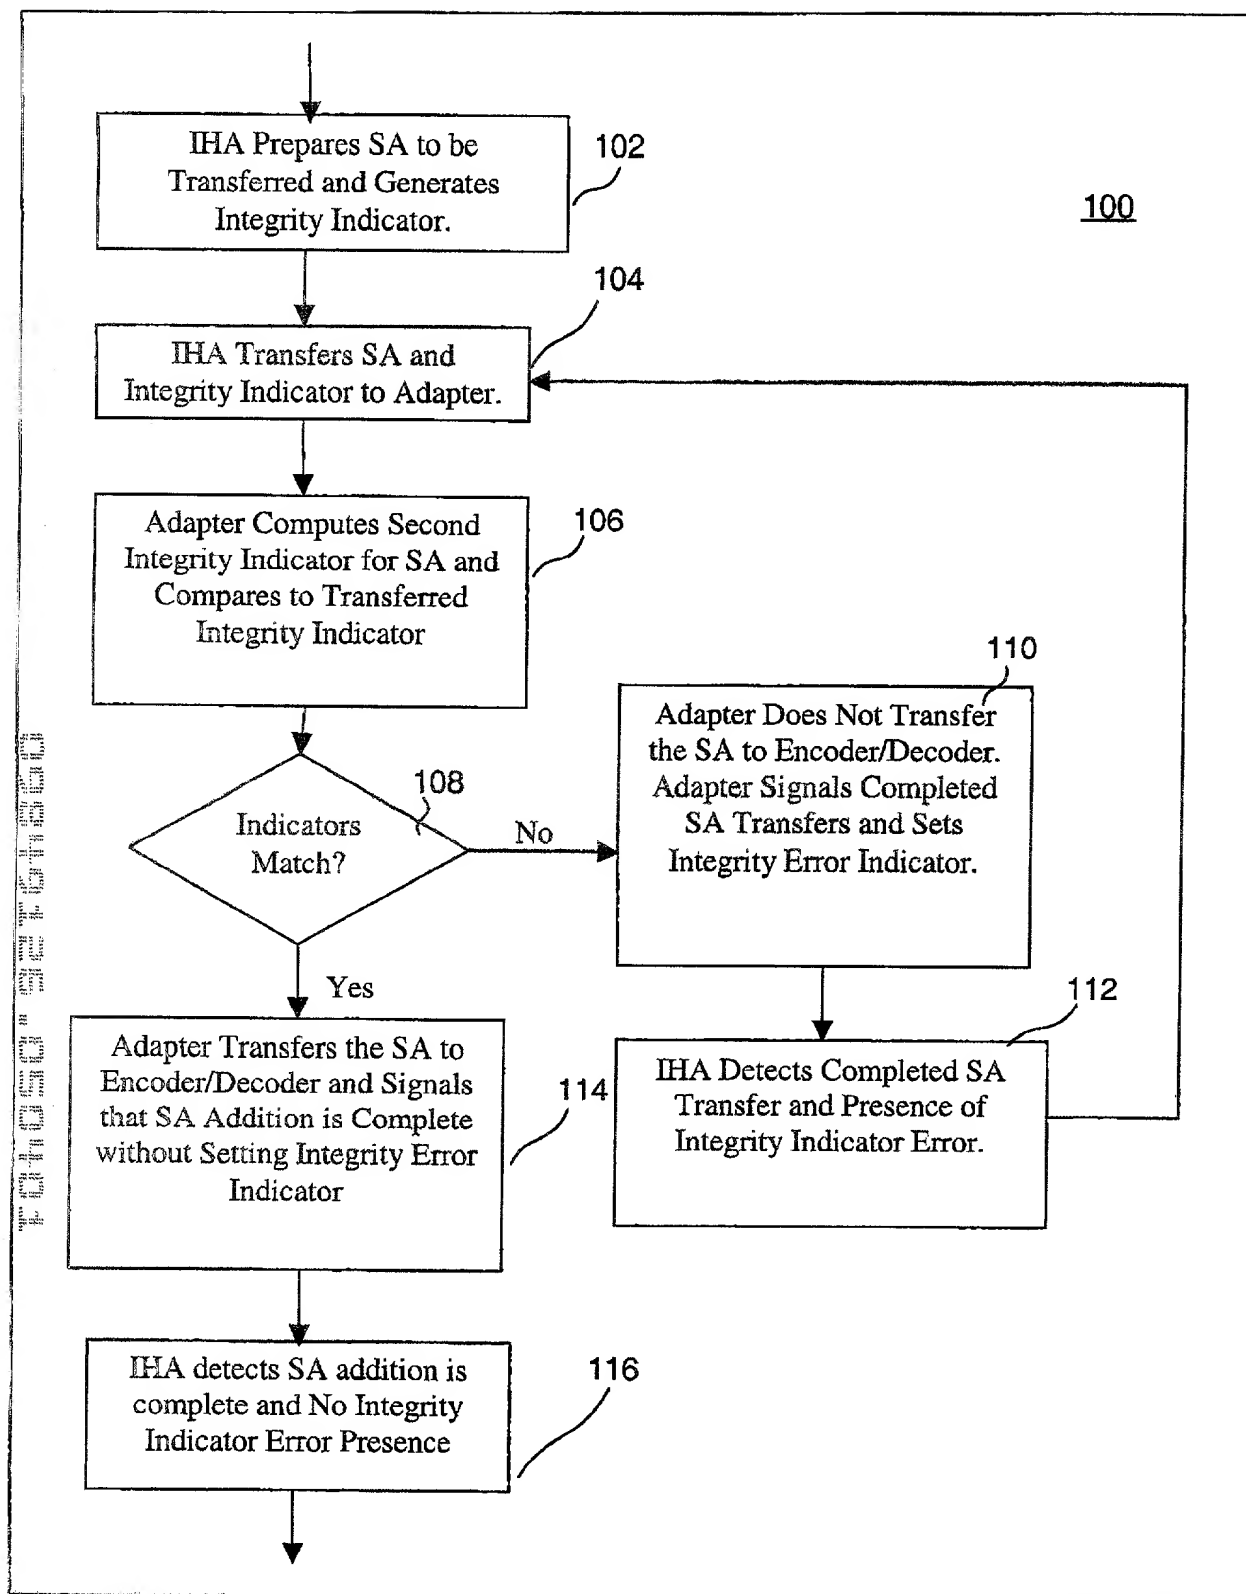 IHA Prepares SA to be
Transferred and Generates
Integrity Indicator.
102
100
104
IHA Transfers SA and
Integrity Indicator to Adapter.
Adapter Computes Second
Integrity Indicator for SA and
Compares to Transferred
Integrity Indicator
106
110
Adapter Does Not Transfer
the SA to Encoder/Decoder.
Adapter Signals Completed
SA Transfers and Sets
Integrity Error Indicator.
108
Indicators
Match?
No
Yes
112
IHA Detects Completed SA
Transfer and Presence of
Integrity Indicator Error.
Adapter Transfers the SA to
Encoder/Decoder and Signals
that SA Addition is Complete
without Setting Integrity Error
Indicator
114
IHA detects SA addition is
complete and No Integrity
Indicator Error Presence
116